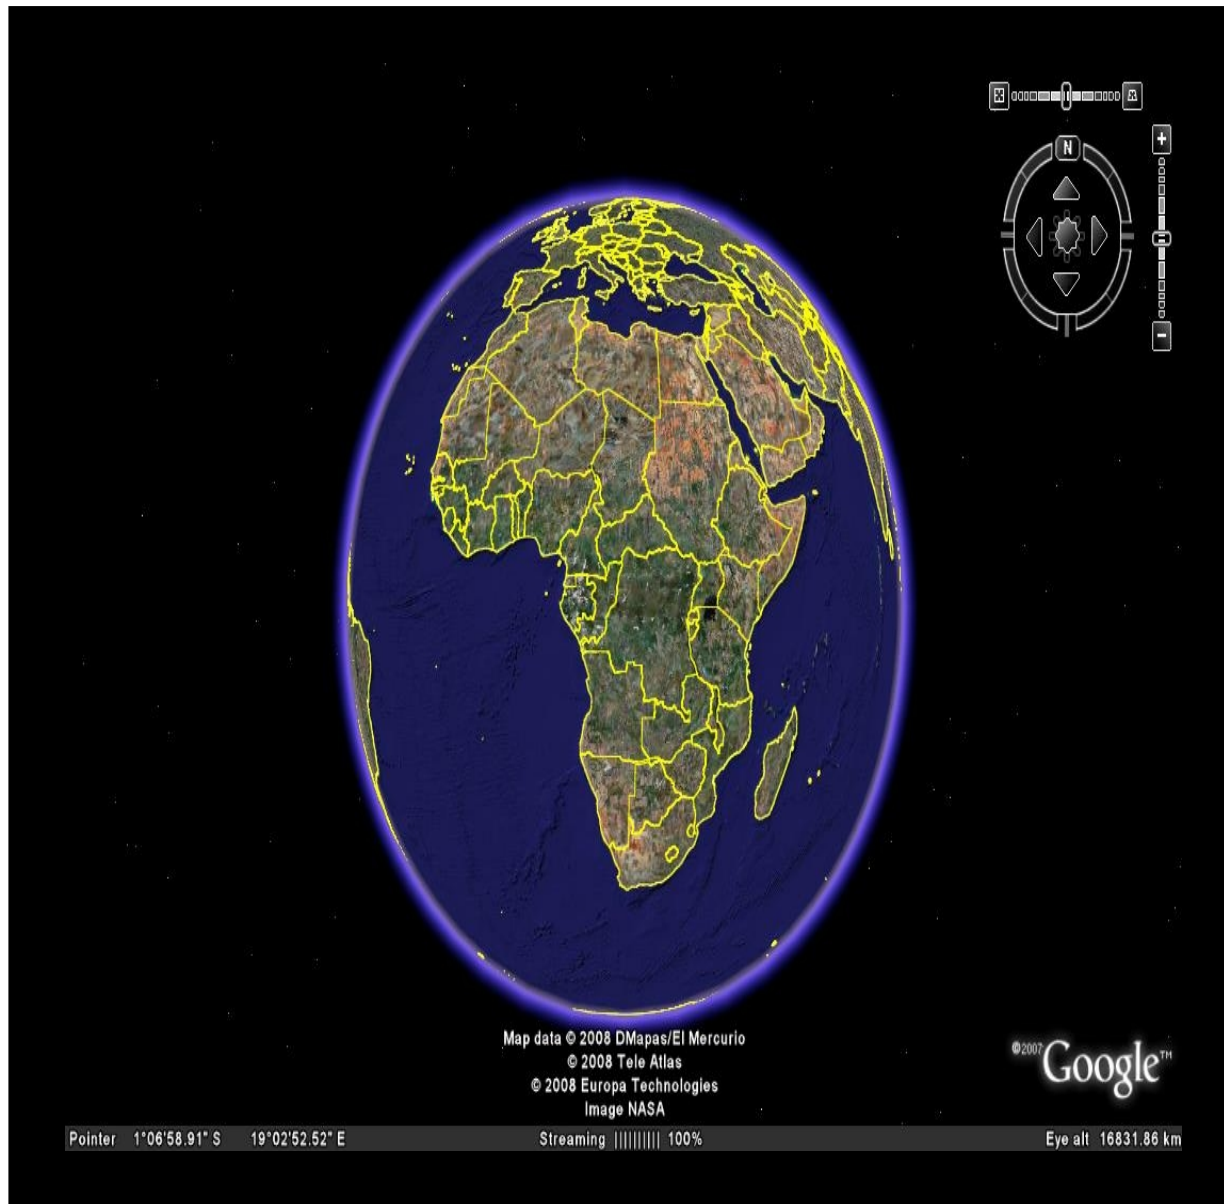 N
+
−
Map data © 2008 DMapas/El Mercurio
© 2008 Tele Atlas
© 2008 Europa Technologies
Image NASA
©2007 Google™
Pointer 1°06'58.91" S 19°02'52.52" E Streaming |||||||||| 100% Eye alt 16831.86 km